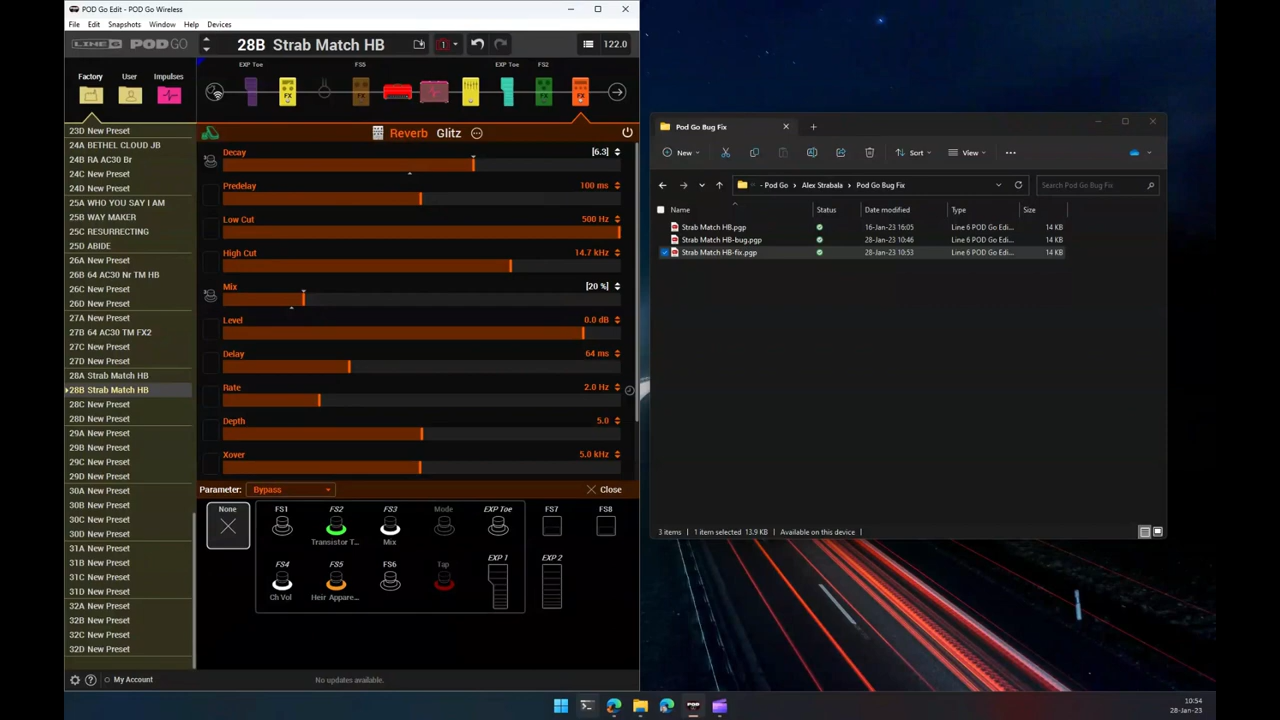 POD Go Edit - POD Go Wireless
File Edit Snapshots Window Help Devices
LINE 6 POD GO
28B Strab Match HB
1
122.0
EXP Toe FS5 EXP Toe FS2
Factory User Impulses
23D New Preset
24A BETHEL CLOUD JB
24B RA AC30 Br
24C New Preset
24D New Preset
25A WHO YOU SAY I AM
25B WAY MAKER
25C RESURRECTING
25D ABIDE
26A New Preset
26B 64 AC30 Nr TM HB
26C New Preset
26D New Preset
27A New Preset
27B 64 AC30 TM FX2
27C New Preset
27D New Preset
28A Strab Match HB
28B Strab Match HB
28C New Preset
28D New Preset
29A New Preset
29B New Preset
29C New Preset
29D New Preset
30A New Preset
30B New Preset
30C New Preset
30D New Preset
31A New Preset
31B New Preset
31C New Preset
31D New Preset
32A New Preset
32B New Preset
32C New Preset
32D New Preset
Reverb Glitz
Decay [6.3]
Predelay 100 ms
Low Cut 500 Hz
High Cut 14.7 kHz
Mix [20 %]
Level 0.0 dB
Delay 64 ms
Rate 2.0 Hz
Depth 5.0
Xover 5.0 kHz
Parameter: Bypass Close
None FS1 FS2 FS3 Mode EXP Toe FS7 FS8
Transistor T... Mix
FS4 FS5 FS6 Tap EXP 1 EXP 2
Ch Vol Heir Appare...
My Account No updates available.
Pod Go Bug Fix
New Sort View
Pod Go Alex Strabala Pod Go Bug Fix Search Pod Go Bug Fix
Name Status Date modified Type Size
Strab Match HB.pgp 16-Jan-23 16:05 Line 6 POD Go Edi... 14 KB
Strab Match HB-bug.pgp 28-Jan-23 10:46 Line 6 POD Go Edi... 14 KB
Strab Match HB-fix.pgp 28-Jan-23 10:53 Line 6 POD Go Edi... 14 KB
3 items 1 item selected 13.9 KB Available on this device
10:54
28-Jan-23